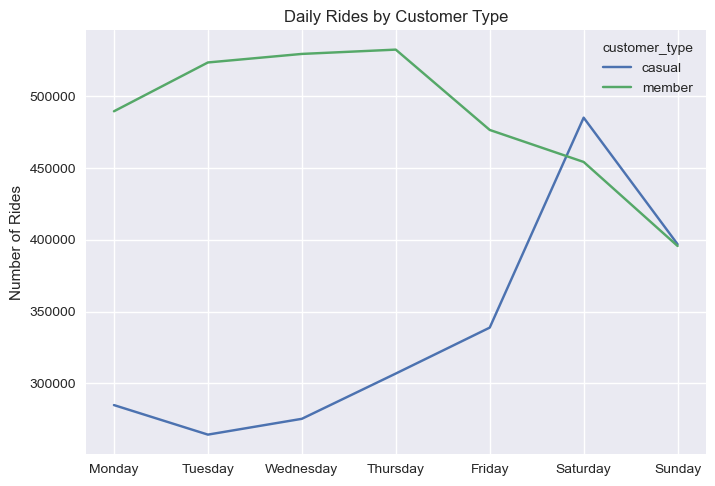 Daily Rides by Customer Type
customer_type
casual
member
Number of Rides
500000
450000
400000
350000
300000
Monday Tuesday Wednesday Thursday Friday Saturday Sunday